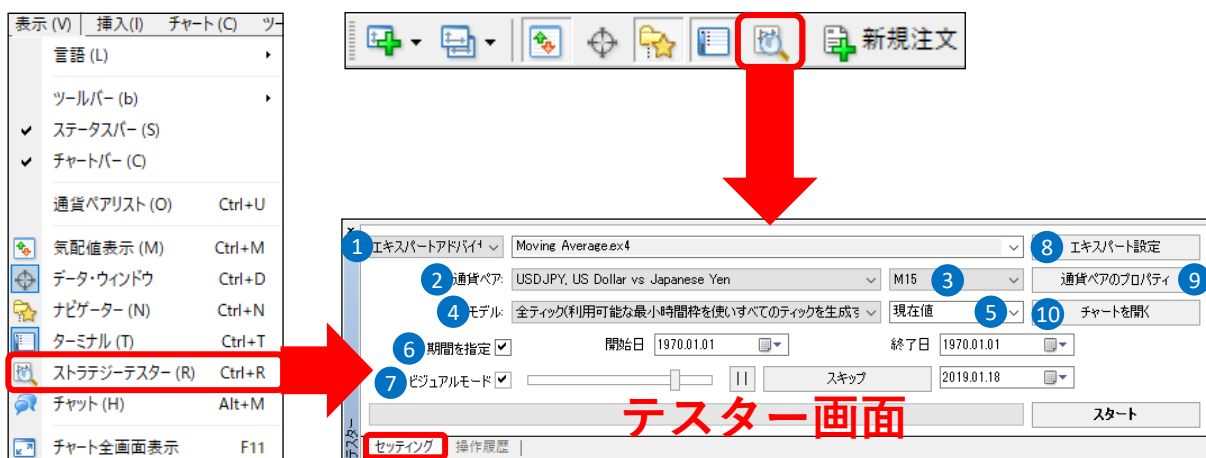 表示 (V) 挿入(I) チャート (C) ツー
言語 (L)
ツールバー (b)
ステータスバー (S)
チャートバー (C)
通貨ペアリスト (O) Ctrl+U
気配値表示 (M) Ctrl+M
データ・ウィンドウ Ctrl+D
ナビゲーター (N) Ctrl+N
ターミナル (T) Ctrl+T
ストラテジーテスター (R) Ctrl+R
チャット (H) Alt+M
チャート全画面表示 F11
新規注文
1 エキスパートアドバイザ Moving Average.ex4 8 エキスパート設定
2 通貨ペア: USDJPY, US Dollar vs Japanese Yen M15 3 通貨ペアのプロパティ 9
4 モデル: 全ティック(利用可能な最小時間枠を使いすべてのティックを生成す 現在値 5 10 チャートを開く
6 期間を指定 開始日 1970.01.01 終了日 1970.01.01
7 ビジュアルモード スキップ 2019.01.18
テスター画面
スタート
テスター
セッティング 操作履歴